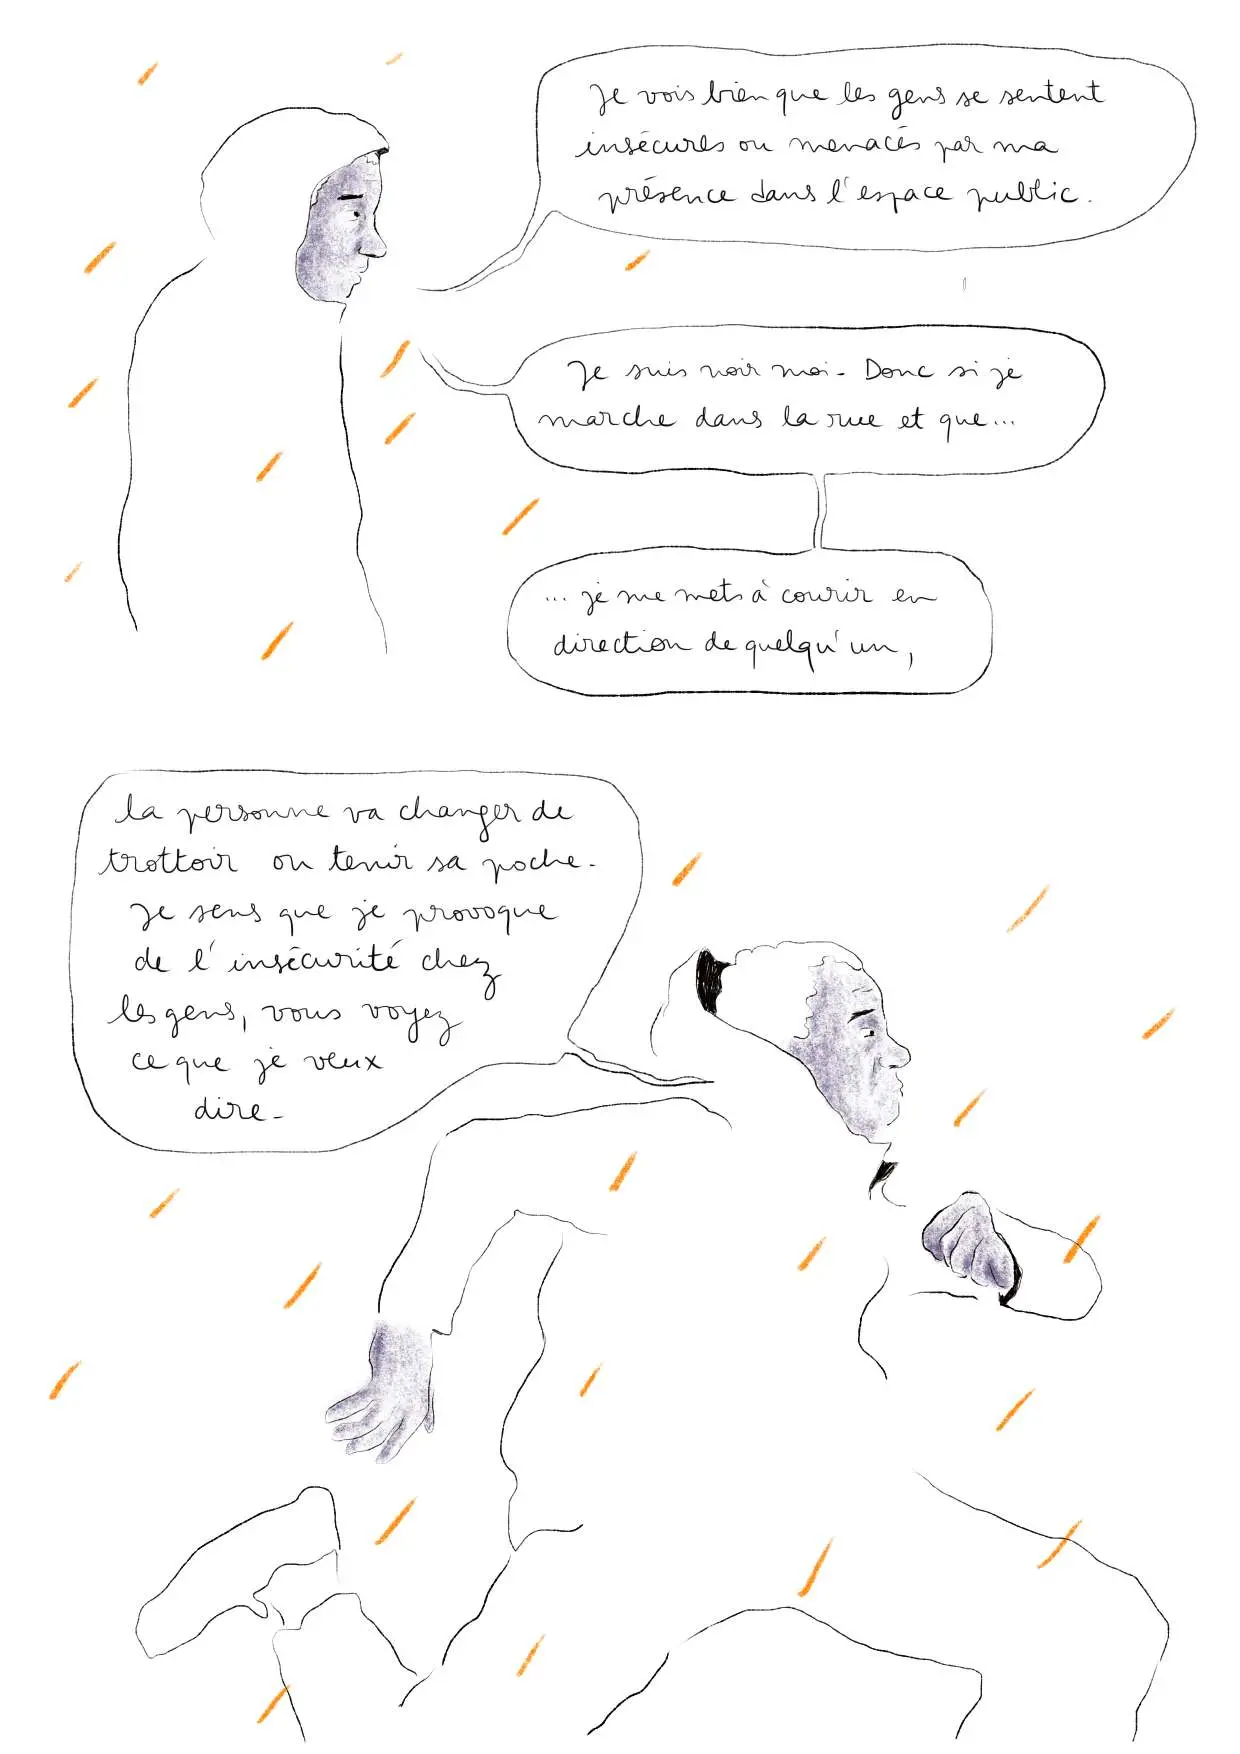 Je vois bien que les gens se sentent
insécures ou menacés par ma
présence dans l'espace public.
Je suis noir moi. Donc si je
marche dans la rue et que...
... je me mets à courir en
direction de quelqu'un,
la personne va changer de
trottoir ou tenir sa poche.
Je sens que je provoque
de l'insécurité chez
les gens, vous voyez
ce que je veux
dire.